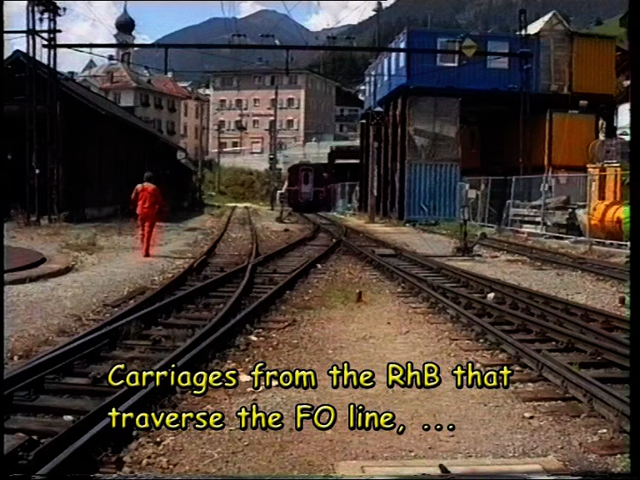 Carriages from the RhB that
traverse the FO line, ...